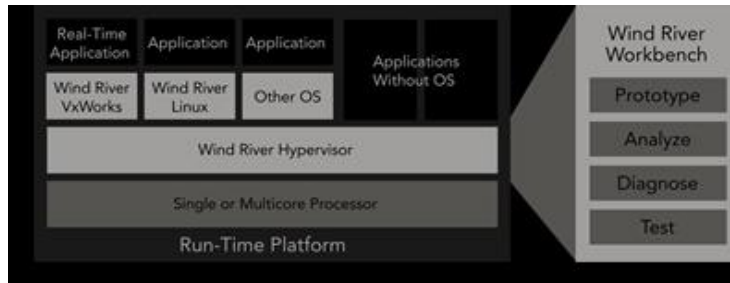 Real-Time
Application
Application
Application
Applications
Without OS
Wind River
VxWorks
Wind River
Linux
Other OS
Wind River Hypervisor
Single or Multicore Processor
Run-Time Platform
Wind River
Workbench
Prototype
Analyze
Diagnose
Test